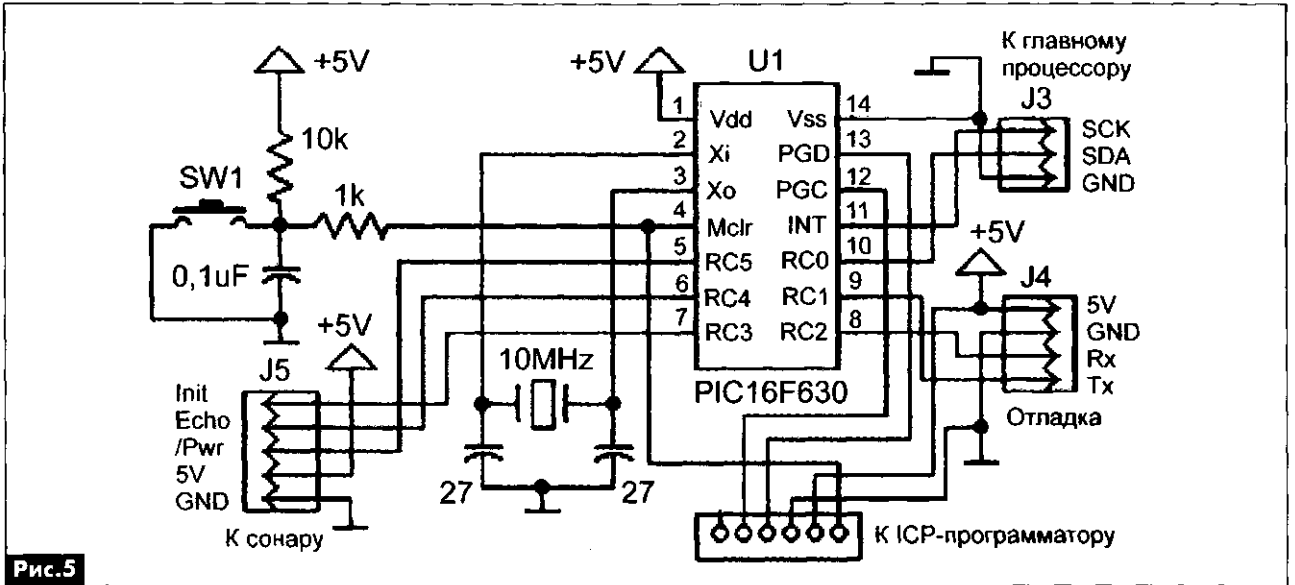 +5V
10k
SW1
1k
0,1uF
+5V
J5
Init
Echo
/Pwr
5V
GND
К сонару
10MHz
27
27
+5V
U1
1
2
3
4
5
6
7
Vdd
Xi
Xo
Mclr
RC5
RC4
RC3
Vss
PGD
PGC
INT
RC0
RC1
RC2
14
13
12
11
10
9
8
PIC16F630
К главному
процессору
J3
SCK
SDA
GND
+5V
J4
5V
GND
Rx
Tx
Отладка
К ICP-программатору
Рис.5